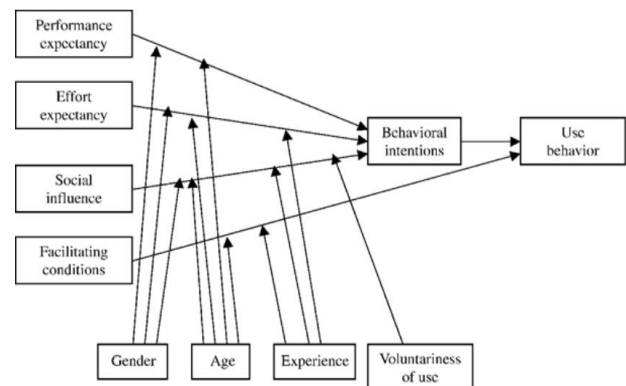 Performance
expectancy
Effort
expectancy
Social
influence
Facilitating
conditions
Behavioral
intentions
Use
behavior
Gender
Age
Experience
Voluntariness
of use